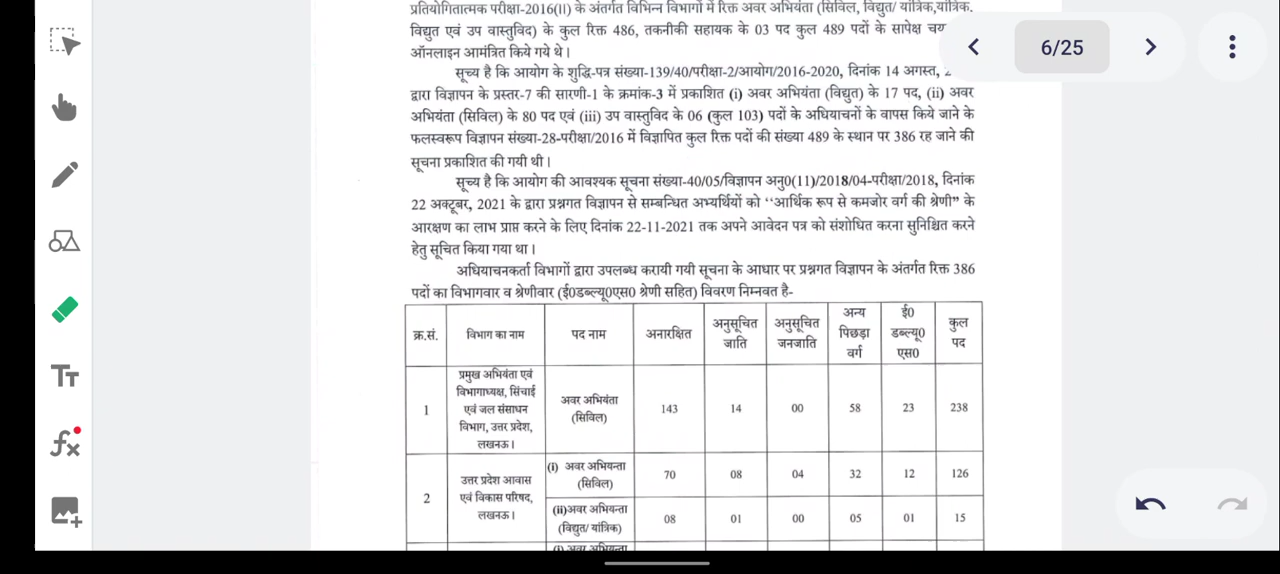 प्रतियोगितात्मक परीक्षा-2016(II) के अंतर्गत विभिन्न विभागों में रिक्त अवर अभियंता (सिविल, विद्युत/ यांत्रिक,यांत्रिक,
विद्युत एवं उप वास्तुविद) के कुल रिक्त 486, तकनीकी सहायक के 03 पद कुल 489 पदों के सापेक्ष
ऑनलाइन आमंत्रित किये गये थे।
सूच्य है कि आयोग के शुद्धि-पत्र संख्या-139/40/परीक्षा-2/आयोग/2016-2020, दिनांक 14 अगस्त,
द्वारा विज्ञापन के प्रस्तर-7 की सारणी-1 के क्रमांक-3 में प्रकाशित (i) अवर अभियंता (विद्युत) के 17 पद, (ii) अवर
अभियंता (सिविल) के 80 पद एवं (iii) उप वास्तुविद के 06 (कुल 103) पदों के अधियाचनों के वापस किये जाने के
फलस्वरूप विज्ञापन संख्या-28-परीक्षा/2016 में विज्ञापित कुल रिक्त पदों की संख्या 489 के स्थान पर 386 रह जाने की
सूचना प्रकाशित की गयी थी।
सूच्य है कि आयोग की आवश्यक सूचना संख्या-40/05/विज्ञापन अनु0(11)/2018/04-परीक्षा/2018, दिनांक
22 अक्टूबर, 2021 के द्वारा प्रश्नगत विज्ञापन से सम्बन्धित अभ्यर्थियों को ‘‘आर्थिक रूप से कमजोर वर्ग की श्रेणी” के
आरक्षण का लाभ प्राप्त करने के लिए दिनांक 22-11-2021 तक अपने आवेदन पत्र को संशोधित करना सुनिश्चित करने
हेतु सूचित किया गया था।
अधियाचनकर्ता विभागों द्वारा उपलब्ध करायी गयी सूचना के आधार पर प्रश्नगत विज्ञापन के अंतर्गत रिक्त 386
पदों का विभागवार व श्रेणीवार (ई0डब्ल्यू0एस0 श्रेणी सहित) विवरण निम्नवत है-
क्र.सं. विभाग का नाम पद नाम अनारक्षित अनुसूचित जाति अनुसूचित जनजाति अन्य पिछड़ा वर्ग ई0 डब्ल्यू0 एस0 कुल पद
1 प्रमुख अभियंता एवं विभागाध्यक्ष, सिंचाई एवं जल संसाधन विभाग, उत्तर प्रदेश, लखनऊ। अवर अभियंता (सिविल) 143 14 00 58 23 238
2 उत्तर प्रदेश आवास एवं विकास परिषद, लखनऊ। (i) अवर अभियन्ता (सिविल) 70 08 04 32 12 126
(ii)अवर अभियन्ता (विद्युत/ यांत्रिक) 08 01 00 05 01 15
(i) अवर अभियन्ता
6/25
Tт
fx